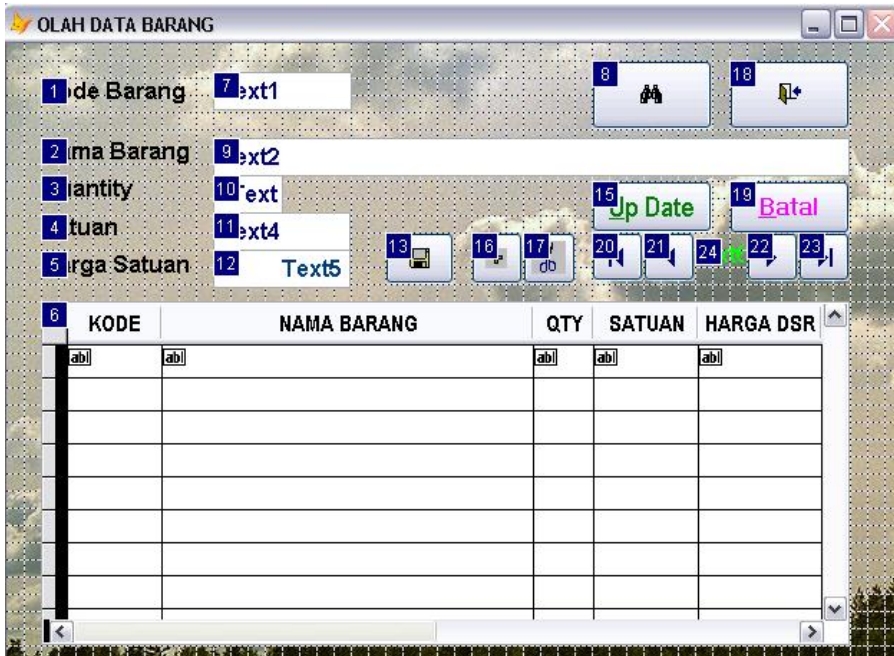 OLAH DATA BARANG
1 de Barang 7 ext1 8 18
2 ma Barang 9 ext2
3 antity 10 ext 15 Up Date 19 Batal
4 tuan 11 ext4
5 rga Satuan 12 Text5 13 16 17 20 21 24 22 23
6 KODE NAMA BARANG QTY SATUAN HARGA DSR
abl abl abl abl abl